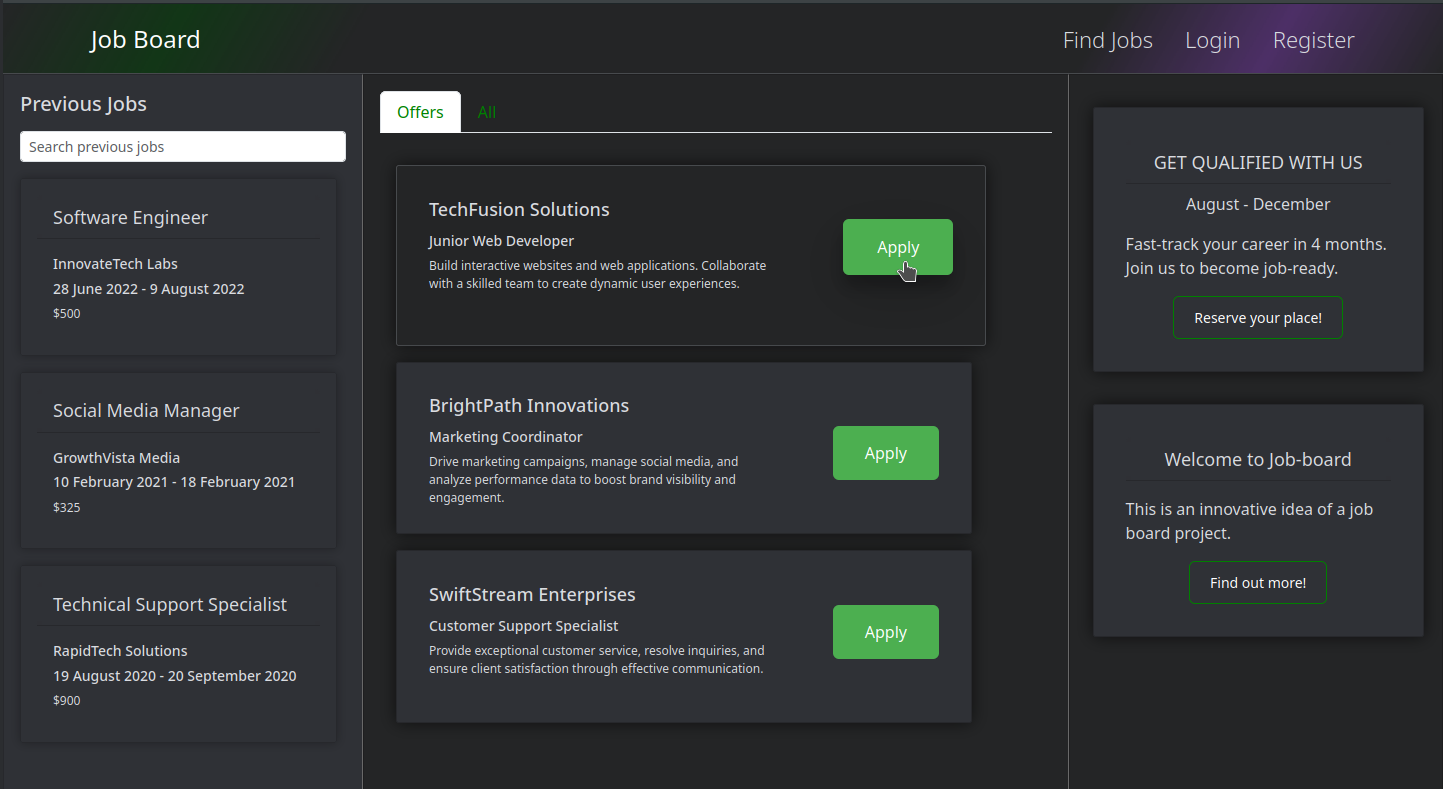 Job Board
Find Jobs
Login
Register
Previous Jobs
Search previous jobs
Software Engineer
InnovateTech Labs
28 June 2022 - 9 August 2022
$500
Social Media Manager
GrowthVista Media
10 February 2021 - 18 February 2021
$325
Technical Support Specialist
RapidTech Solutions
19 August 2020 - 20 September 2020
$900
Offers
All
TechFusion Solutions
Junior Web Developer
Build interactive websites and web applications. Collaborate
with a skilled team to create dynamic user experiences.
Apply
BrightPath Innovations
Marketing Coordinator
Drive marketing campaigns, manage social media, and
analyze performance data to boost brand visibility and
engagement.
Apply
SwiftStream Enterprises
Customer Support Specialist
Provide exceptional customer service, resolve inquiries, and
ensure client satisfaction through effective communication.
Apply
GET QUALIFIED WITH US
August - December
Fast-track your career in 4 months.
Join us to become job-ready.
Reserve your place!
Welcome to Job-board
This is an innovative idea of a job
board project.
Find out more!